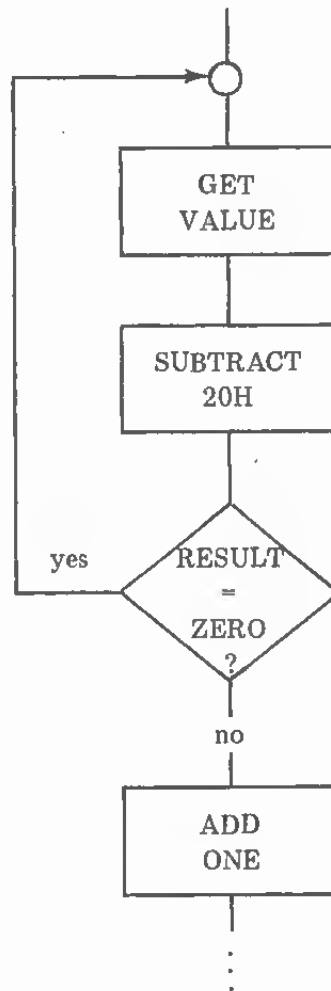 GET
VALUE
SUBTRACT
20H
RESULT
=
ZERO
?
yes
no
ADD
ONE